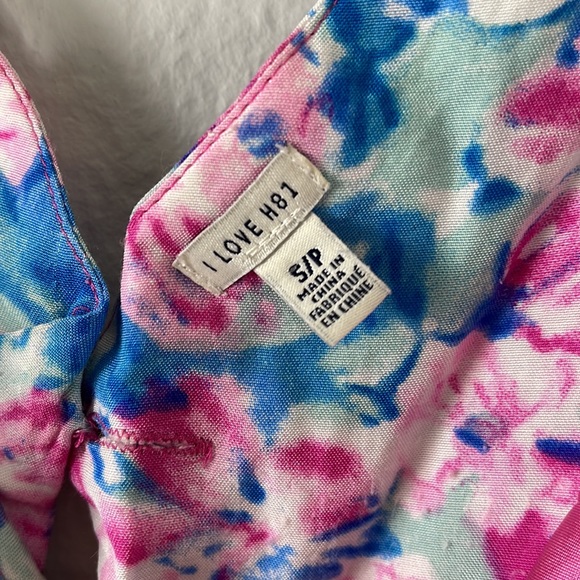 I LOVE H81
S/P
MADE IN
CHINA
FABRIQUÉ
EN CHINE